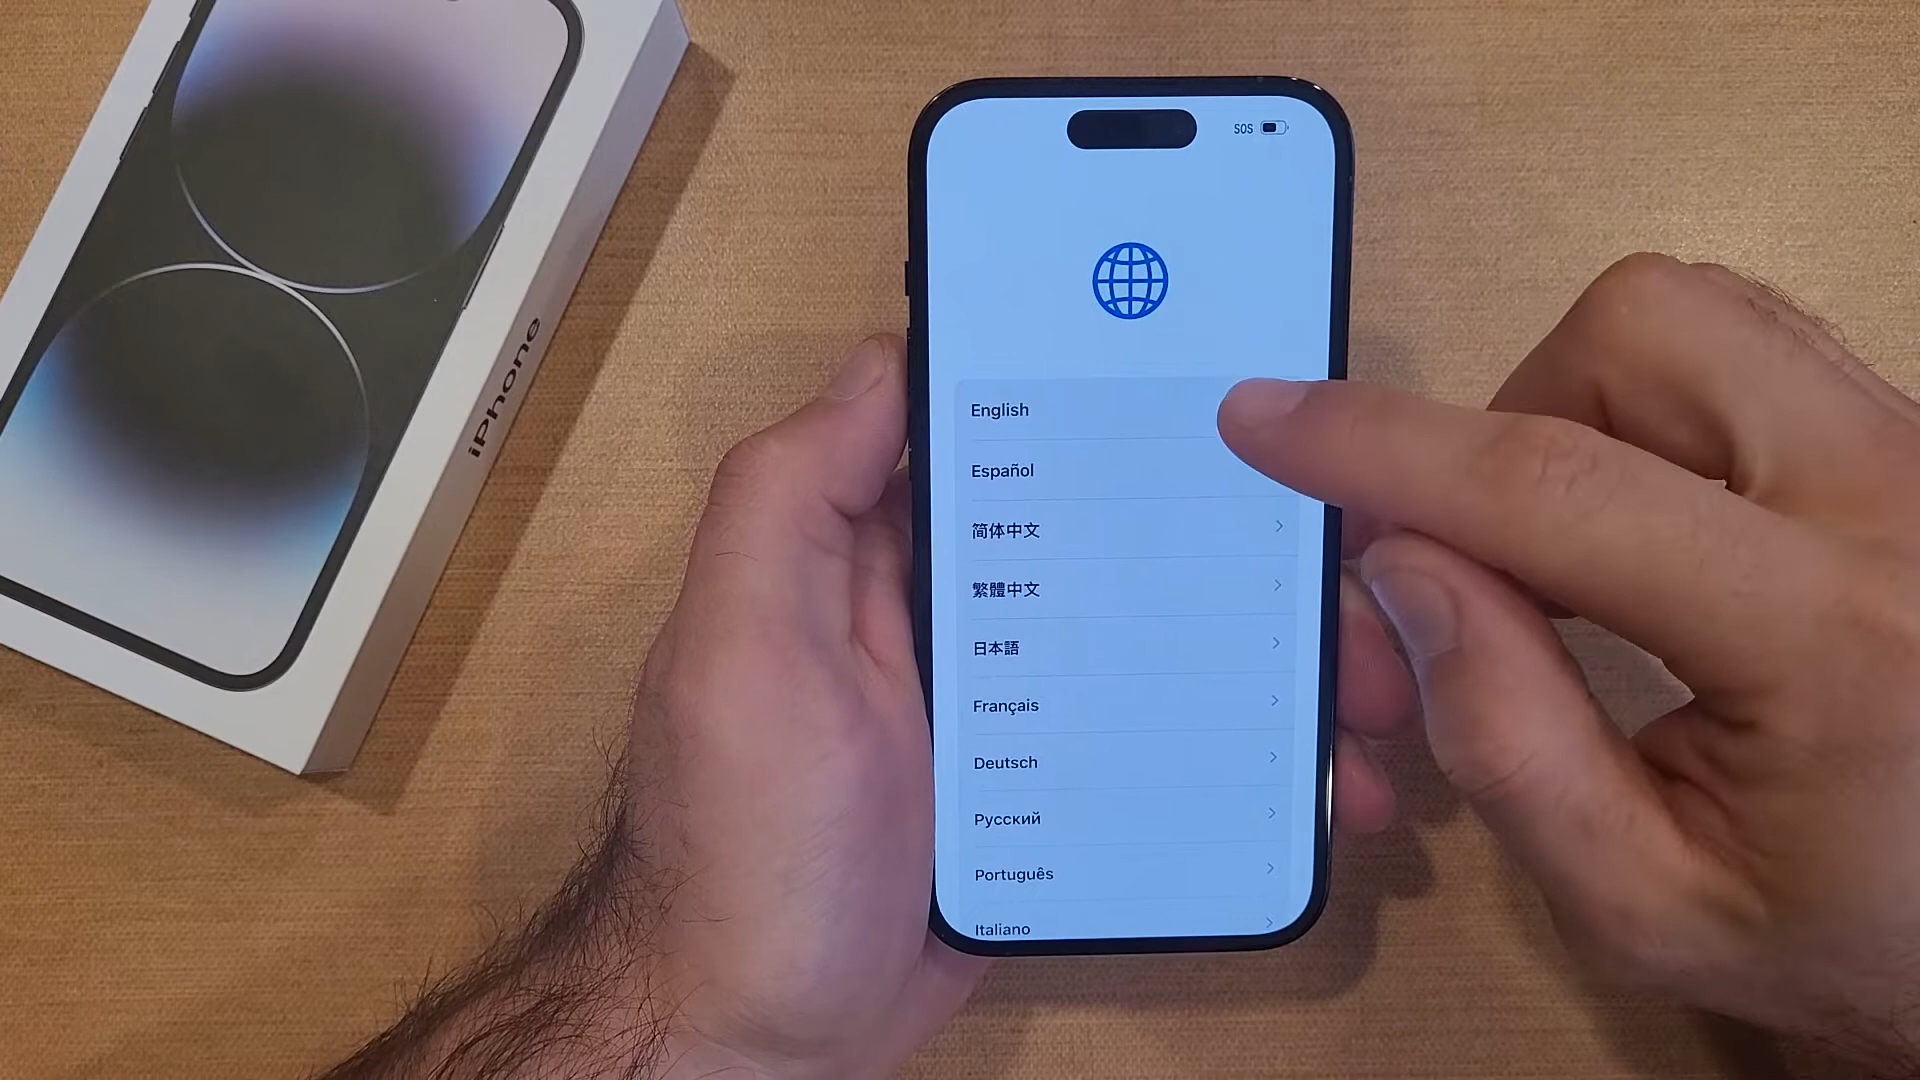 iPhone
SOS
English
Español
简体中文
繁體中文
日本語
Français
Deutsch
Русский
Português
Italiano